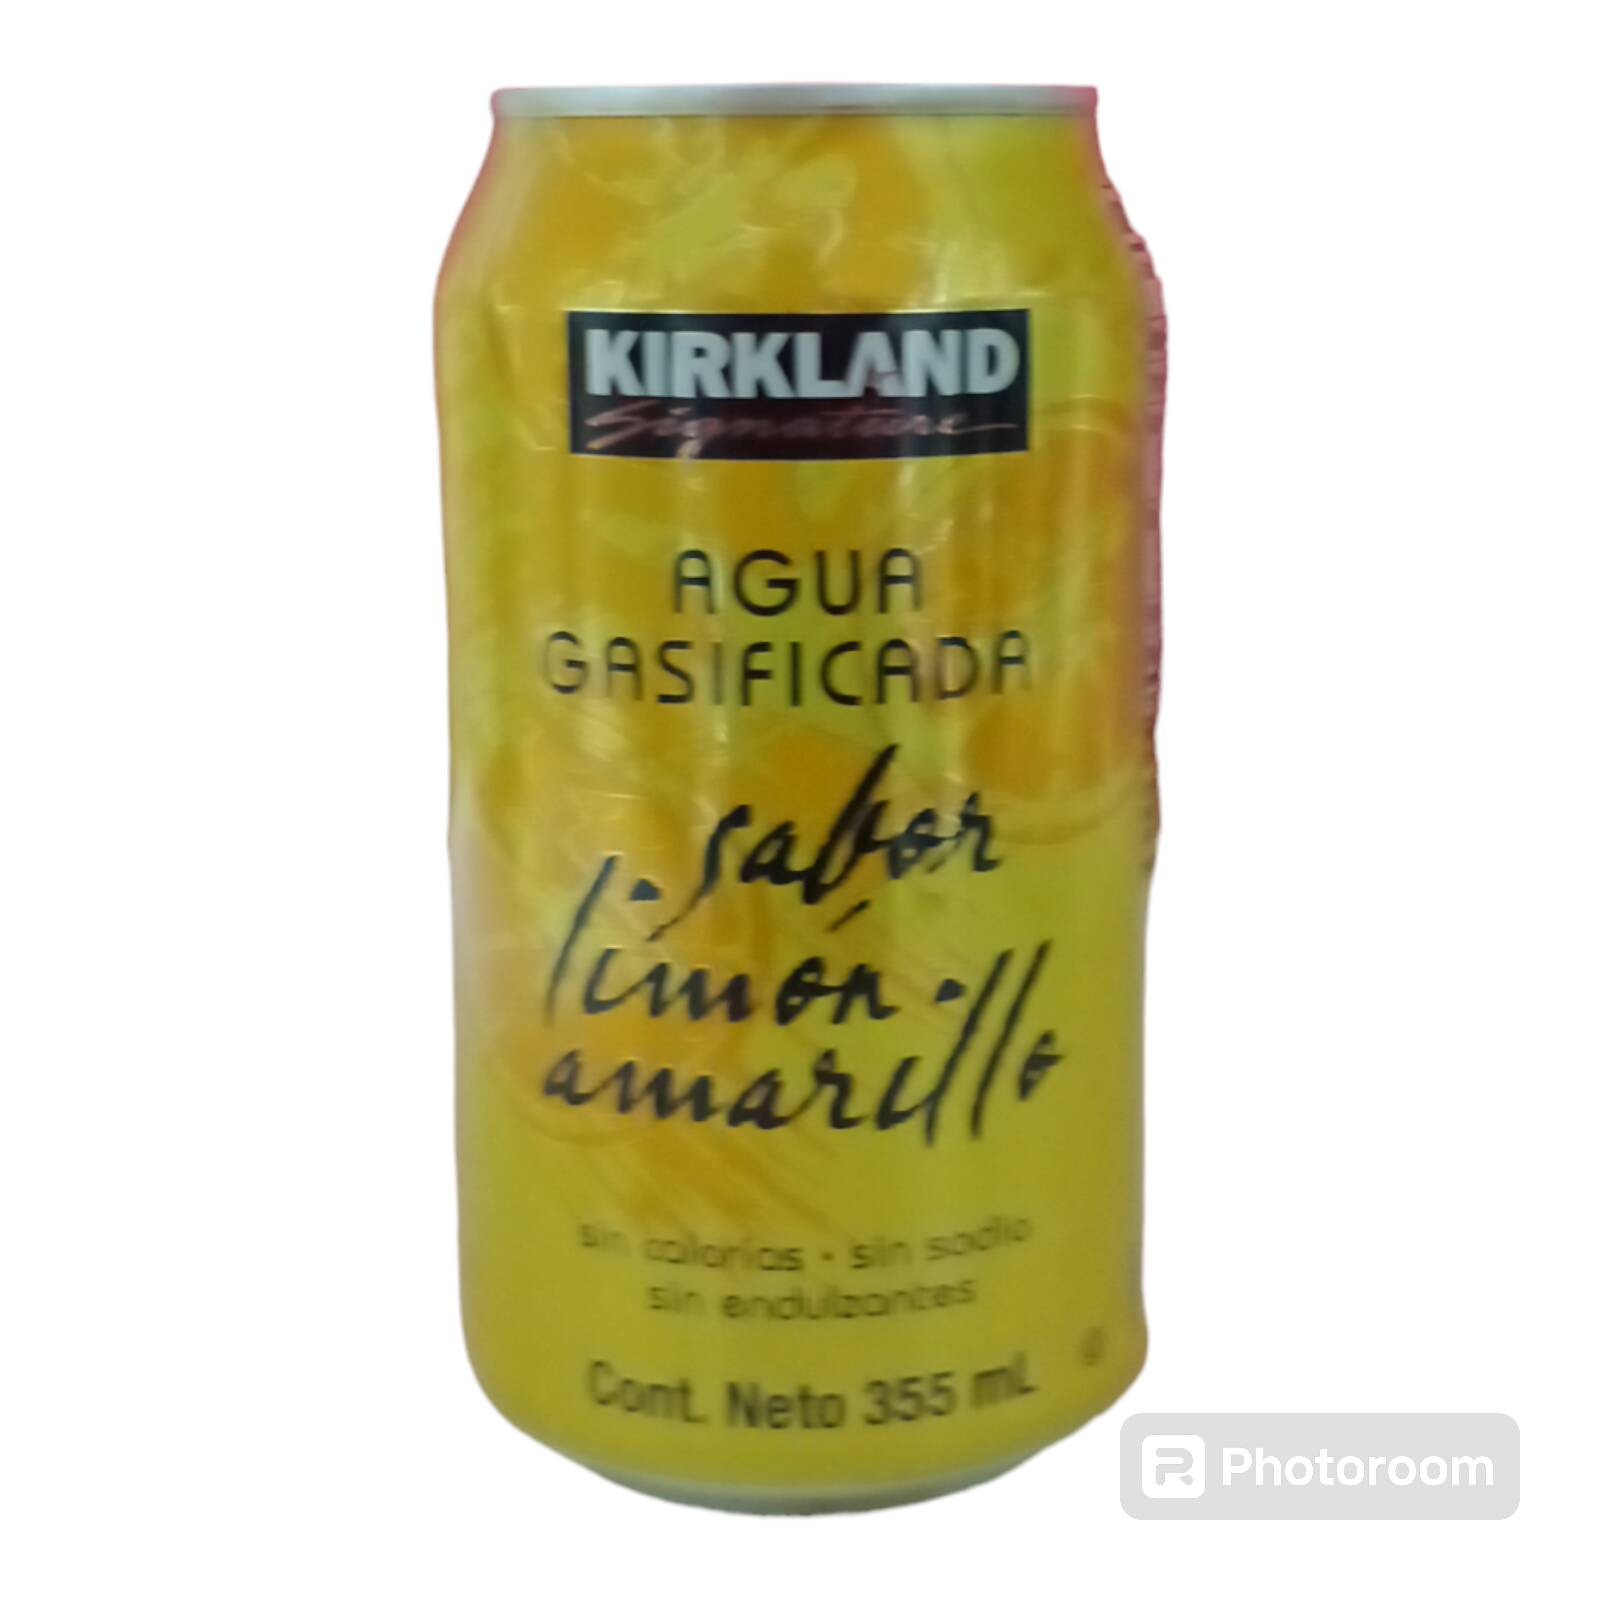 KIRKLAND
Signature
AGUA
GASIFICADA
sabor
limón
amarillo
sin calorías • sin sodio
sin endulzantes
Cont. Neto 355 mL
Photoroom